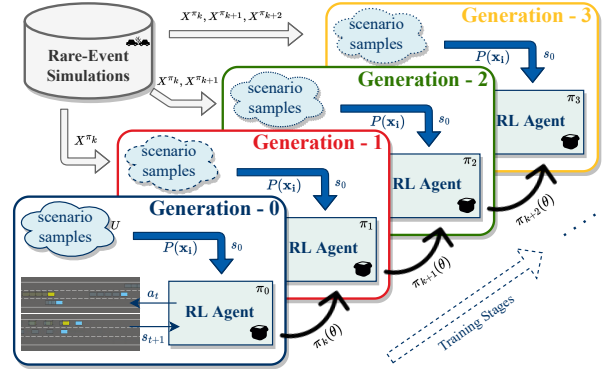 Rare-Event
Simulations
X^{π_k}, X^{π_{k+1}}, X^{π_{k+2}}
X^{π_k}, X^{π_{k+1}}
X^{π_k}
Generation - 3
scenario
samples
P(x_i)
s_0
π_3
RL Agent
Generation - 2
scenario
samples
P(x_i)
s_0
π_2
RL Agent
π_{k+2}(θ)
Generation - 1
scenario
samples
P(x_i)
s_0
π_1
RL Agent
π_{k+1}(θ)
Generation - 0
scenario
samples
U
P(x_i)
s_0
π_0
RL Agent
a_t
s_{t+1}
π_k(θ)
Training Stages
. . . .